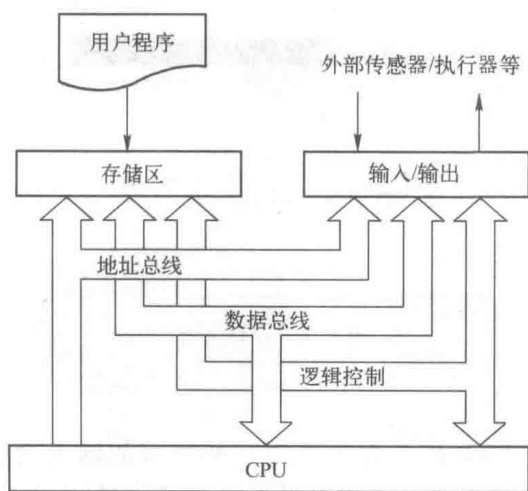 用户程序
外部传感器/执行器等
存储区
输入/输出
地址总线
数据总线
逻辑控制
CPU